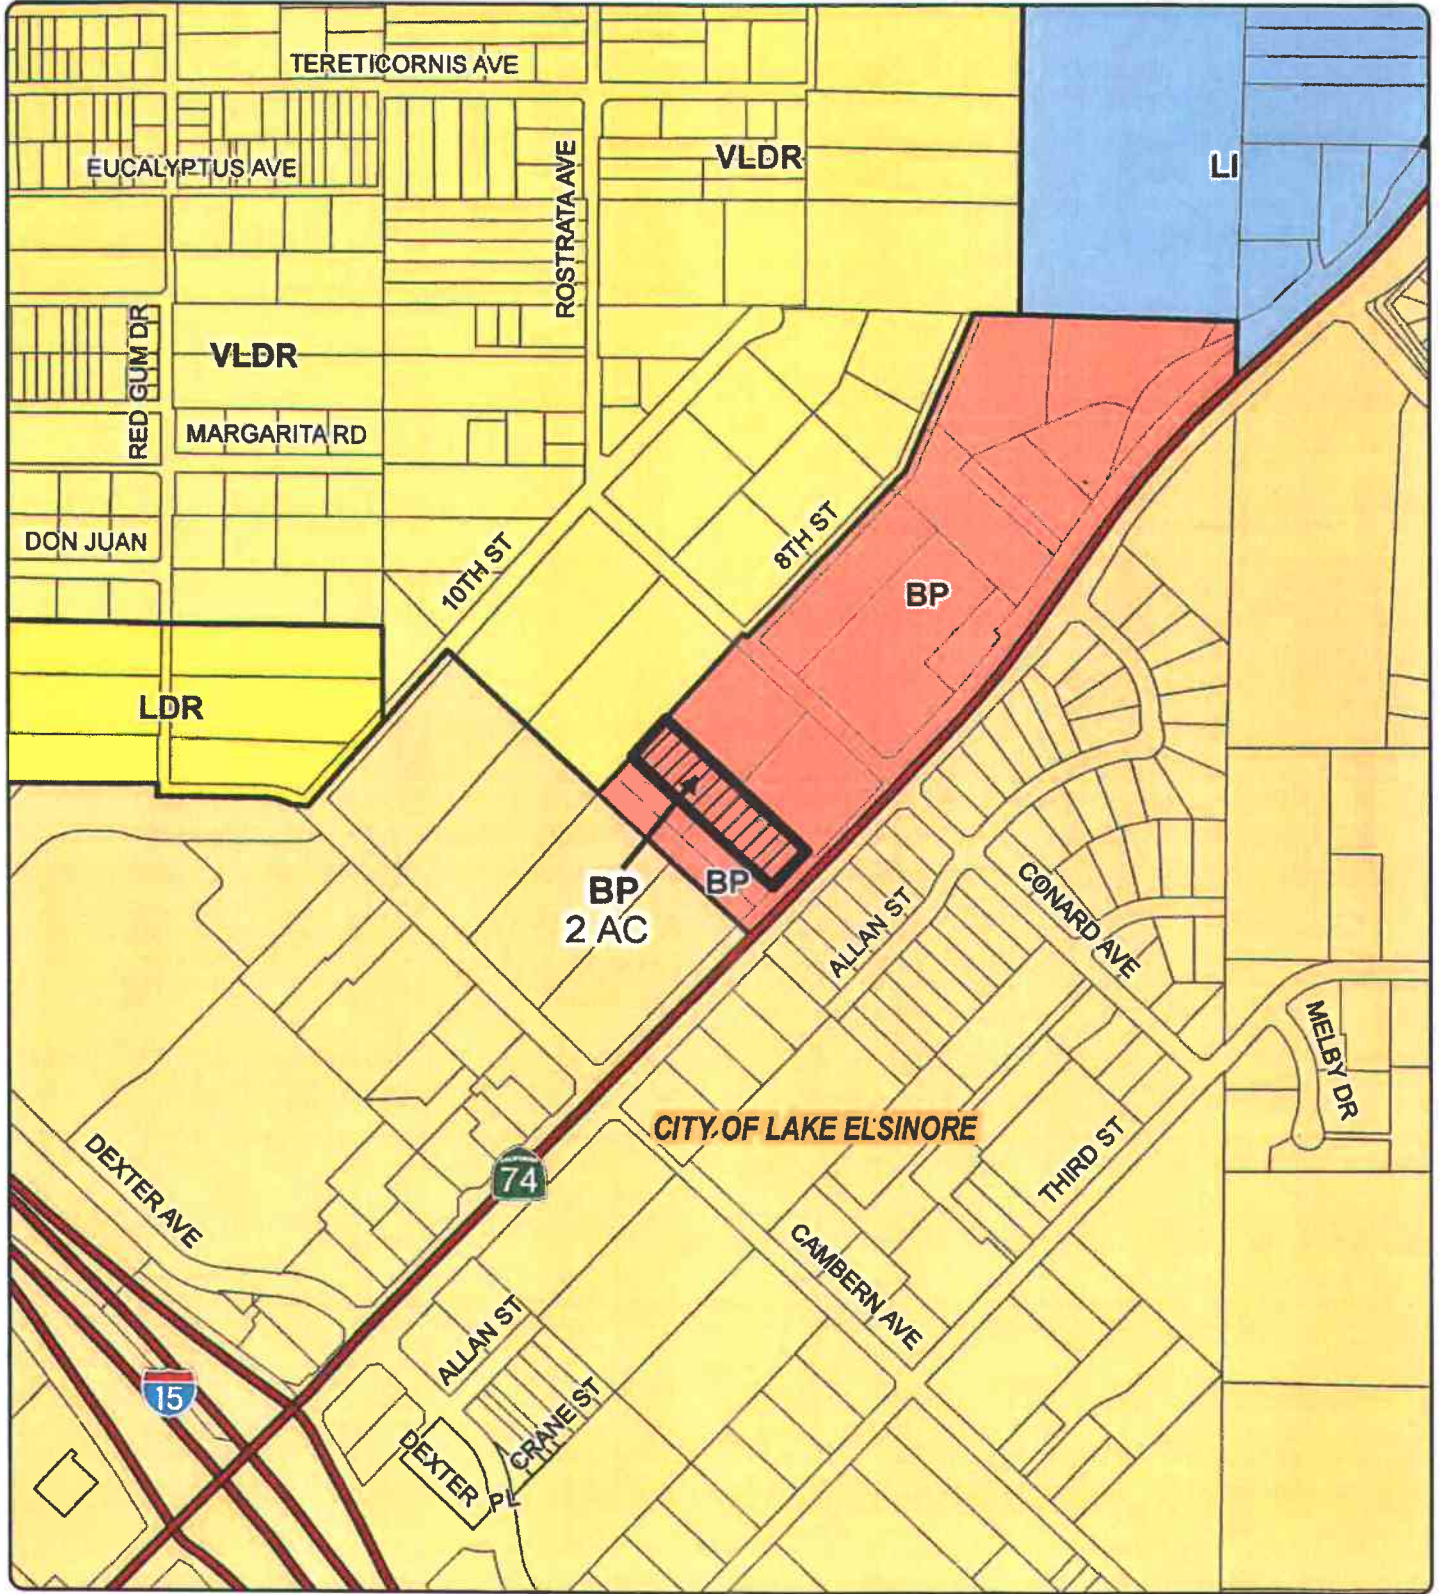 TERETICORNIS AVE
EUCALYPTUS AVE
ROSTRATA AVE
VLDR
LI
RED GUM DR
VLDR
MARGARITA RD
DON JUAN
10TH ST
8TH ST
BP
LDR
BP
2 AC
BP
ALLAN ST
CONARD AVE
MELBY DR
CITY OF LAKE ELSINORE
THIRD ST
DEXTER AVE
CALIFORNIA
74
CAMBERN AVE
ALLAN ST
15
CRANE ST
DEXTER PL